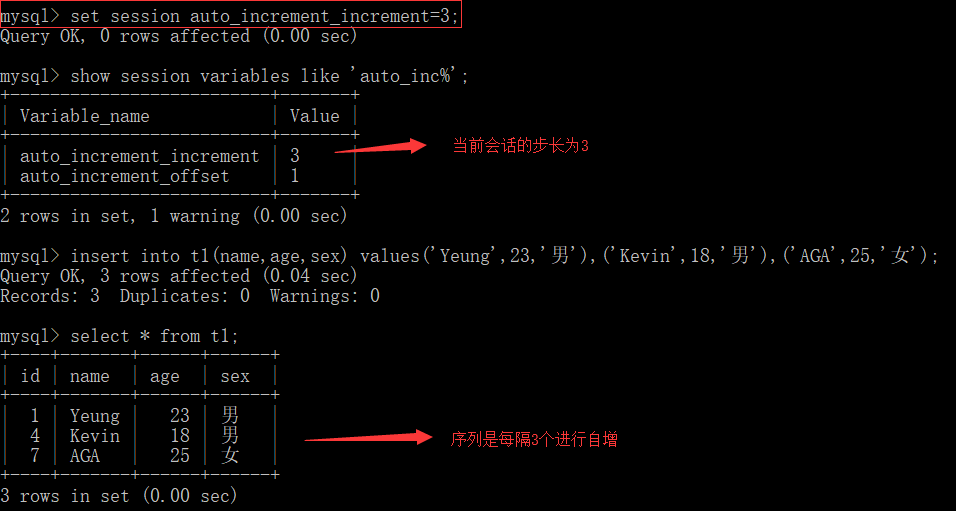 mysql> set session auto_increment_increment=3;
Query OK, 0 rows affected (0.00 sec)
mysql> show session variables like 'auto_inc%';
+--------------------------+-------+
| Variable_name            | Value |
+--------------------------+-------+
| auto_increment_increment | 3     | 当前会话的步长为3
| auto_increment_offset    | 1     |
+--------------------------+-------+
2 rows in set, 1 warning (0.00 sec)
mysql> insert into t1(name,age,sex) values('Yeung',23,'男'),('Kevin',18,'男'),('AGA',25,'女');
Query OK, 3 rows affected (0.04 sec)
Records: 3  Duplicates: 0  Warnings: 0
mysql> select * from t1;
+----+-------+------+------+
| id | name  | age  | sex  |
+----+-------+------+------+
|  1 | Yeung |   23 | 男   |
|  4 | Kevin |   18 | 男   | 序列是每隔3个进行自增
|  7 | AGA   |   25 | 女   |
+----+-------+------+------+
3 rows in set (0.00 sec)